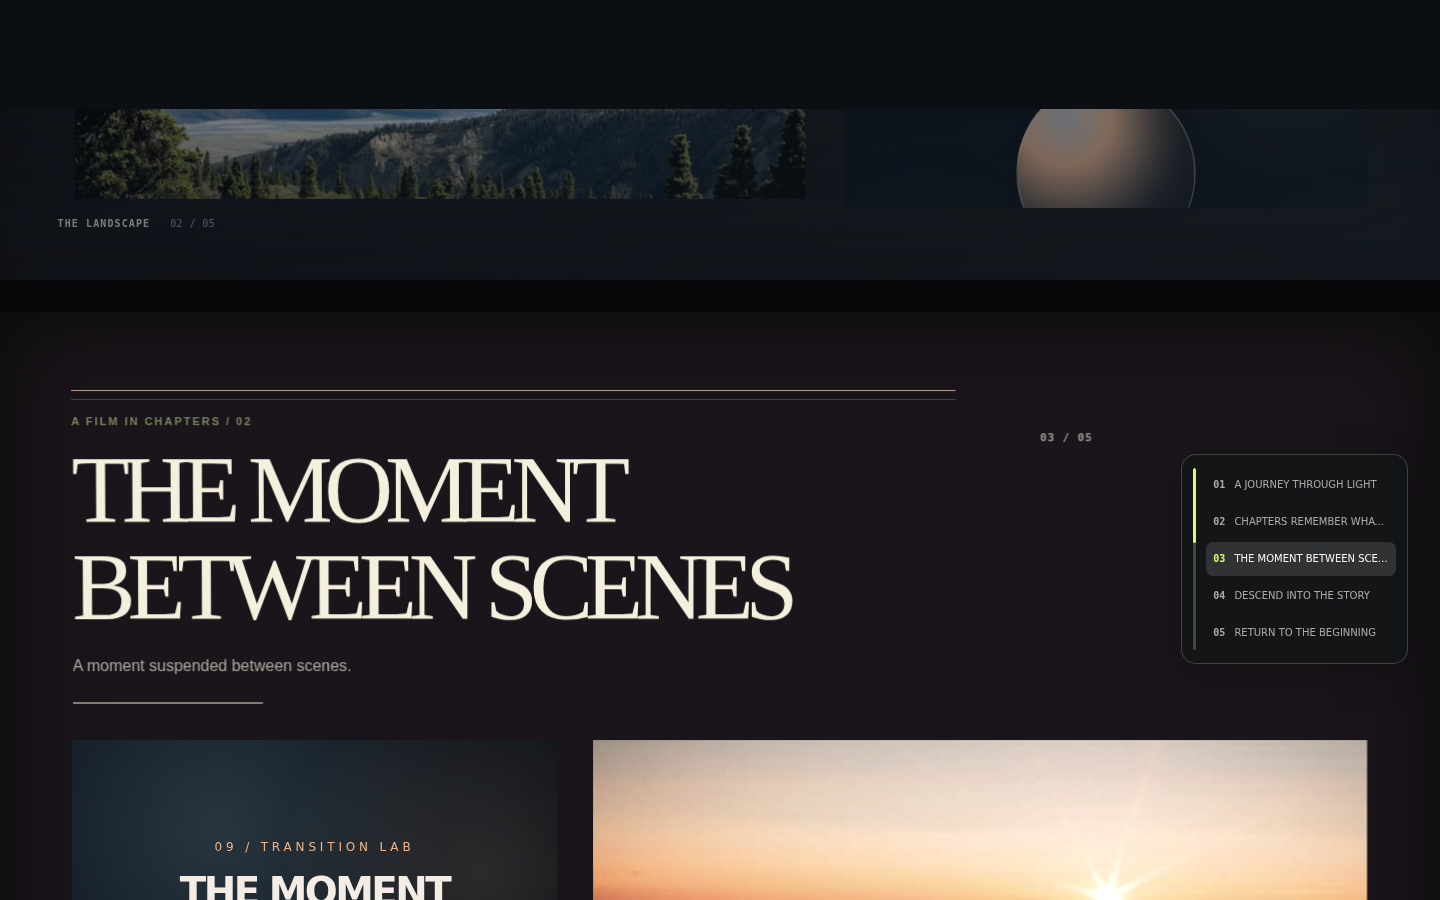 THE LANDSCAPE 02 / 05
A FILM IN CHAPTERS / 02
03 / 05
THE MOMENT
BETWEEN SCENES
A moment suspended between scenes.
01 A JOURNEY THROUGH LIGHT
02 CHAPTERS REMEMBER WHA...
03 THE MOMENT BETWEEN SCE...
04 DESCEND INTO THE STORY
05 RETURN TO THE BEGINNING
09 / TRANSITION LAB
THE MOMENT